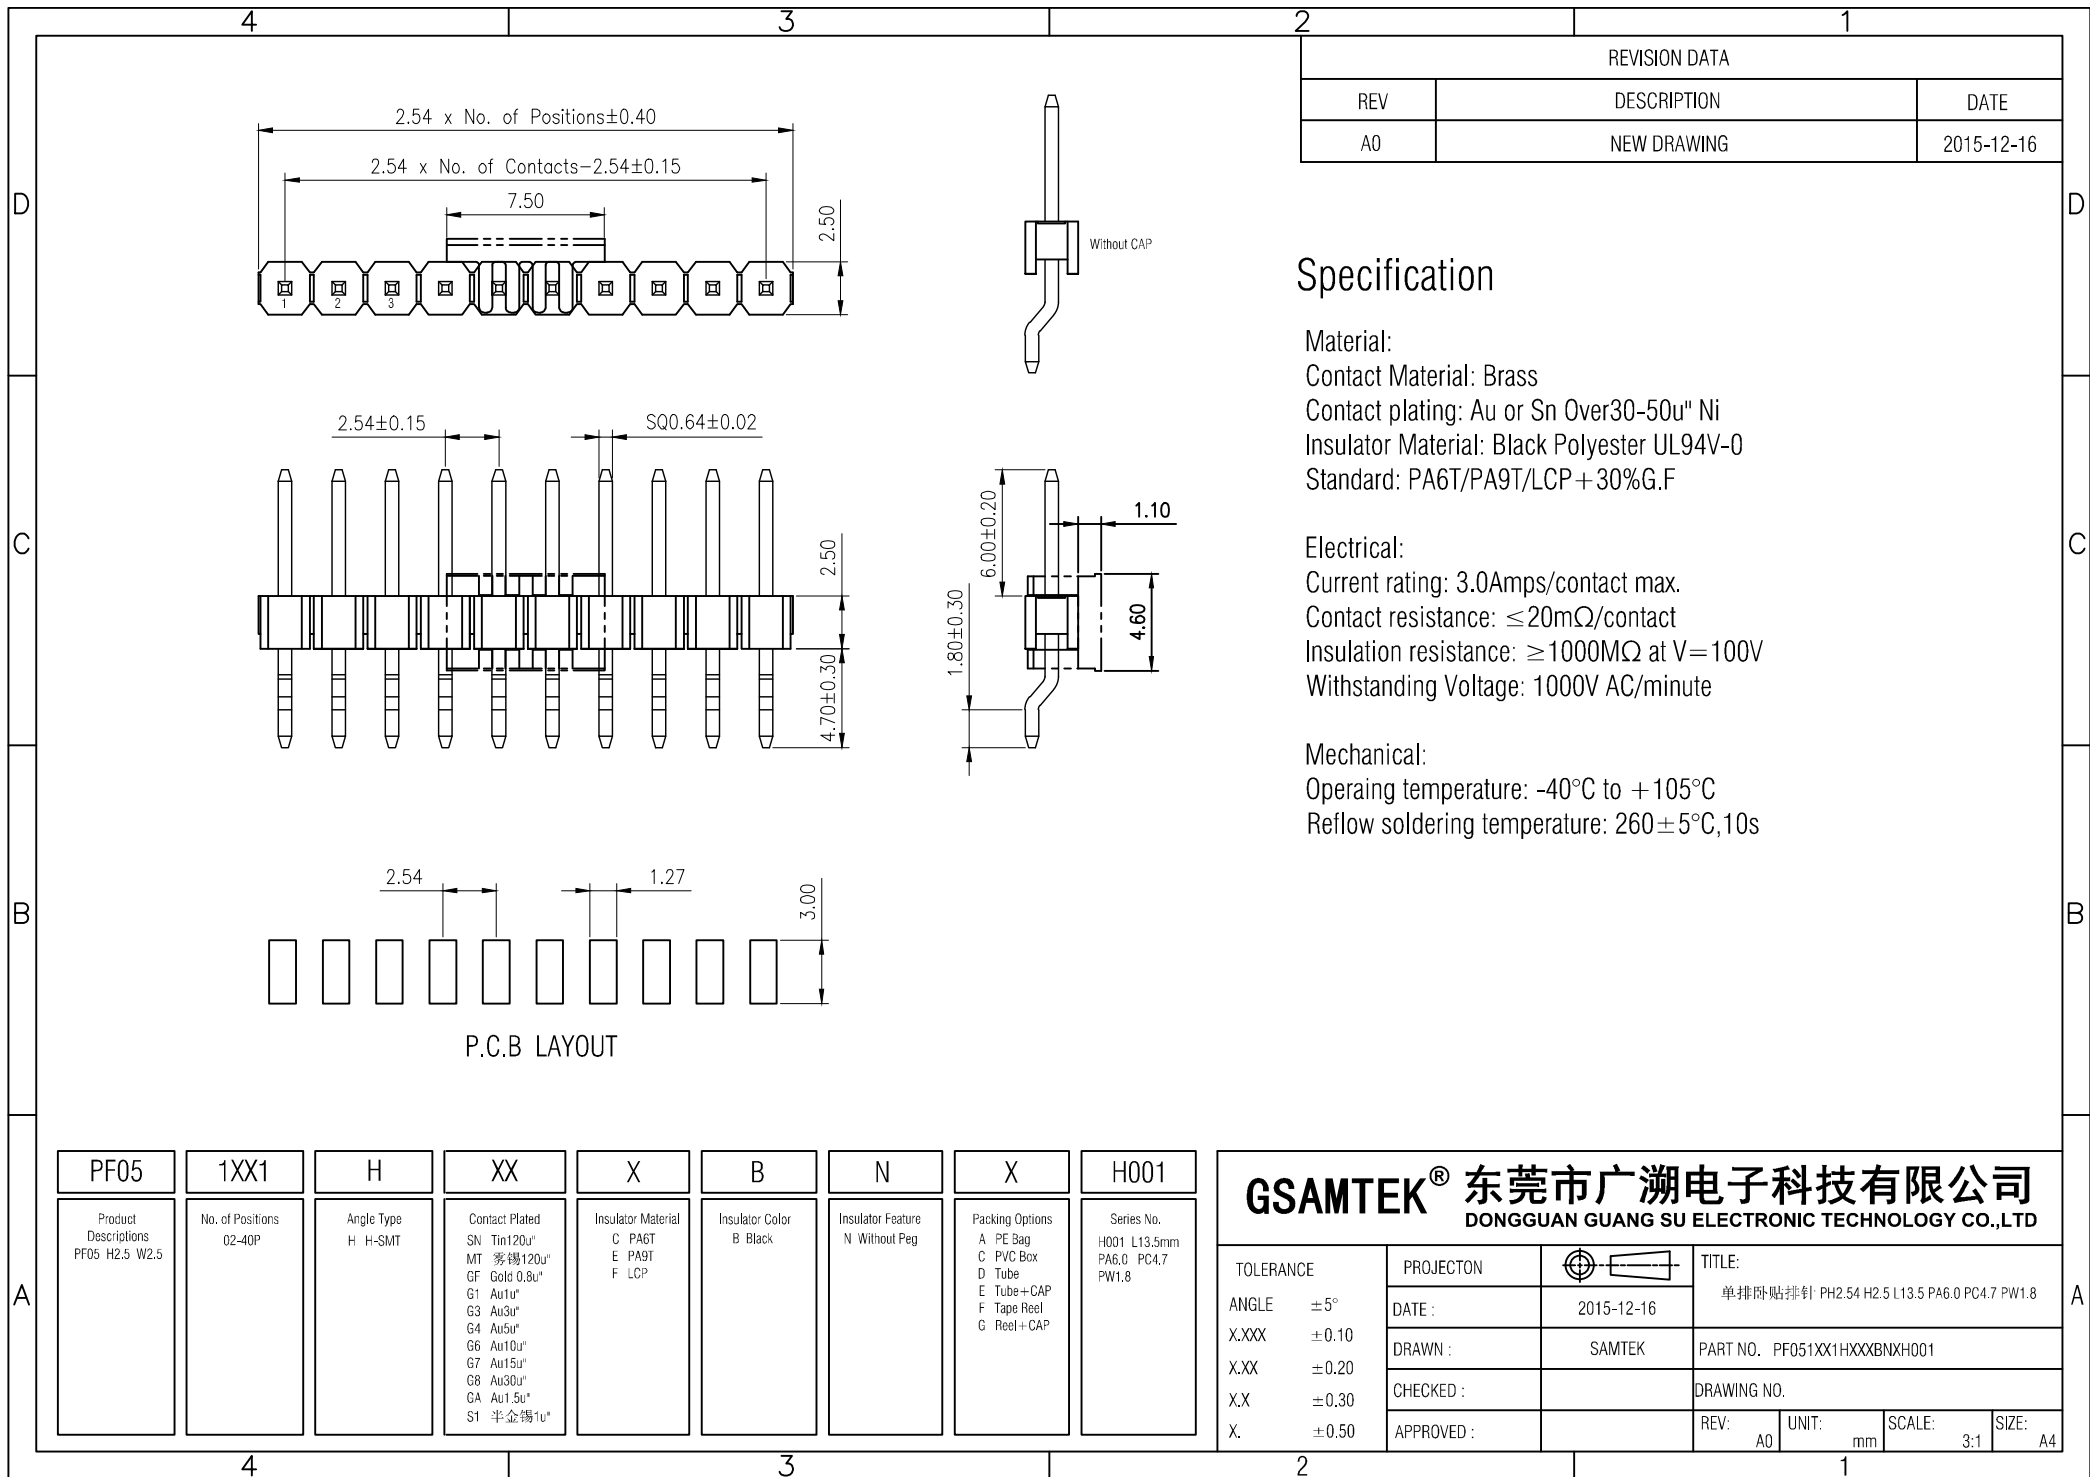 4 3 2 1
REVISION DATA
REV DESCRIPTION DATE
A0 NEW DRAWING 2015-12-16
D D
2.54 x No. of Positions±0.40
2.54 x No. of Contacts-2.54±0.15
7.50
2.50
1 2 3
Without CAP
Specification
Material:
Contact Material: Brass
Contact plating: Au or Sn Over30-50u" Ni
Insulator Material: Black Polyester UL94V-0
Standard: PA6T/PA9T/LCP+30%G.F
Electrical:
Current rating: 3.0Amps/contact max.
Contact resistance: ≤20mΩ/contact
Insulation resistance: ≥1000MΩ at V=100V
Withstanding Voltage: 1000V AC/minute
Mechanical:
Operaing temperature: -40°C to +105°C
Reflow soldering temperature: 260±5°C,10s
C C
2.54±0.15
SQ0.64±0.02
2.50
4.70±0.30
6.00±0.20
1.80±0.30
1.10
4.60
B B
2.54
1.27
3.00
P.C.B LAYOUT
A A
PF05 1XX1 H XX X B N X H001
Product
Descriptions
PF05 H2.5 W2.5
No. of Positions
02-40P
Angle Type
H H-SMT
Contact Plated
SN Tin120u"
MT 雾锡120u"
GF Gold 0.8u"
G1 Au1u"
G3 Au3u"
G4 Au5u"
G6 Au10u"
G7 Au15u"
G8 Au30u"
GA Au1.5u"
S1 半金锡1u"
Insulator Material
C PA6T
E PA9T
F LCP
Insulator Color
B Black
Insulator Feature
N Without Peg
Packing Options
A PE Bag
C PVC Box
D Tube
E Tube+CAP
F Tape Reel
G Reel+CAP
Series No.
H001 L13.5mm
PA6.0 PC4.7
PW1.8
GSAMTEK® 东莞市广溯电子科技有限公司
DONGGUAN GUANG SU ELECTRONIC TECHNOLOGY CO.,LTD
TOLERANCE
ANGLE ±5°
X.XXX ±0.10
X.XX ±0.20
X.X ±0.30
X. ±0.50
PROJECTON
DATE : 2015-12-16
DRAWN : SAMTEK
CHECKED :
APPROVED :
TITLE:
单排卧贴排针 PH2.54 H2.5 L13.5 PA6.0 PC4.7 PW1.8
PART NO. PF051XX1HXXXBNXH001
DRAWING NO.
REV: A0 UNIT: mm SCALE: 3:1 SIZE: A4
4 3 2 1